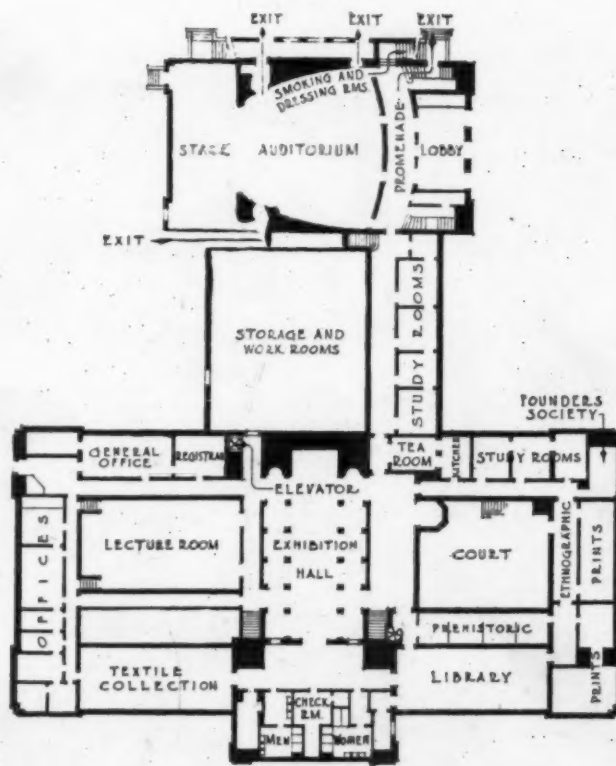 EXIT
EXIT
EXIT
SMOKING AND
DRESSING RMS.
STAGE
AUDITORIUM
PROMENADE
LOBBY
EXIT
STORAGE AND
WORK ROOMS
STUDY ROOMS
FOUNDERS
SOCIETY
GENERAL
OFFICE
REGISTRAR
TEA
ROOM
KITCHEN
STUDY ROOMS
ELEVATOR
OFFICES
LECTURE ROOM
EXHIBITION
HALL
COURT
ETHNOGRAPHIC
PRINTS
PREHISTORIC
TEXTILE
COLLECTION
LIBRARY
PRINTS
CHECK
RM.
MEN
WOMEN